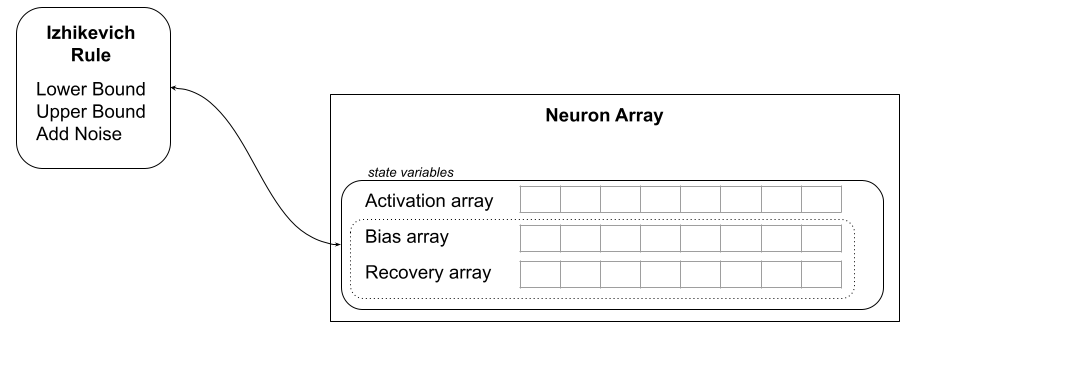 Izhikevich
Rule
Lower Bound
Upper Bound
Add Noise
Neuron Array
state variables
Activation array
Bias array
Recovery array